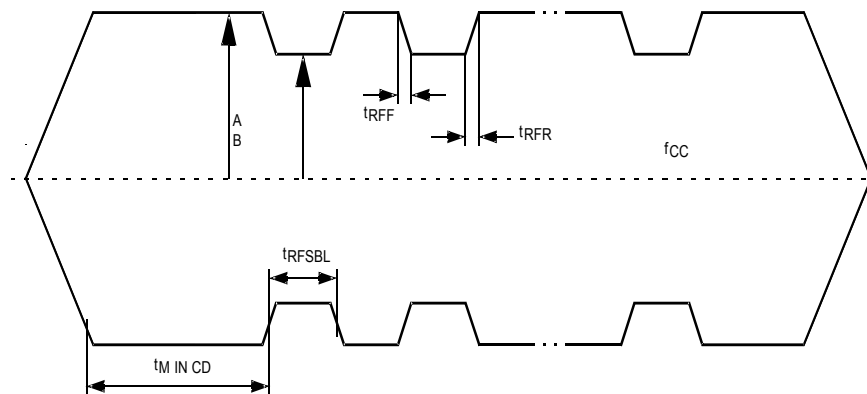 A
B
tRFF
tRFR
fCC
tRFSBL
tM IN CD